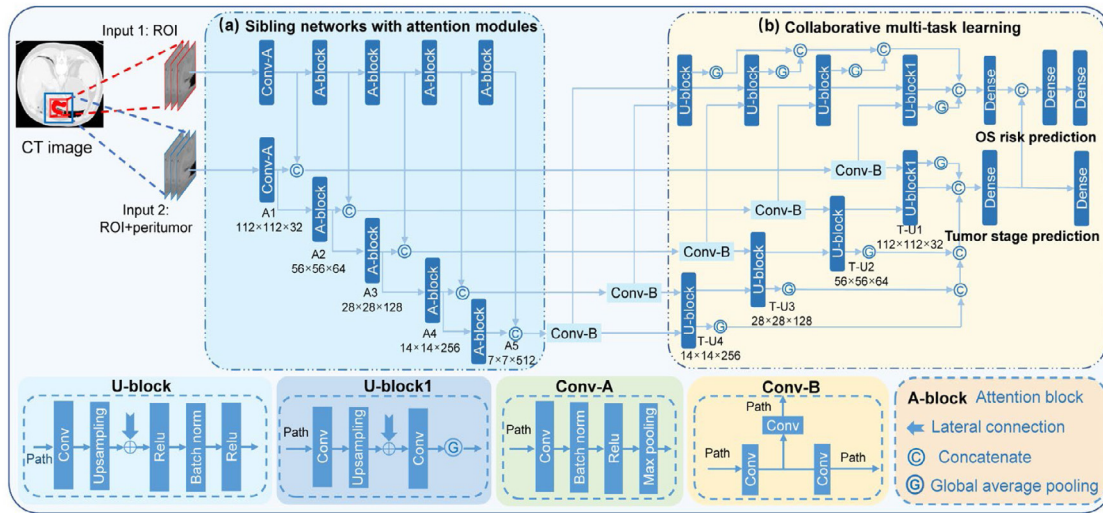 Input 1: ROI
CT image
Input 2:
ROI+peritumor
(a) Sibling networks with attention modules
Conv-A
A-block
A-block
A-block
A-block
Ⓒ
Ⓒ
Ⓒ
Ⓒ
Ⓒ
Conv-A
A1
112×112×32
A-block
A2
56×56×64
A-block
A3
28×28×128
A-block
A4
14×14×256
A-block
A5
7×7×512
Conv-B
Conv-B
Conv-B
Conv-B
Conv-B
(b) Collaborative multi-task learning
U-block
Ⓖ
Ⓒ
U-block
Ⓖ
Ⓒ
U-block
Ⓖ
U-block1
Ⓖ
Ⓒ
Dense
Ⓒ
Dense
Dense
OS risk prediction
U-block1
Ⓖ
Ⓒ
Dense
Dense
T-U1
112×112×32
Tumor stage prediction
U-block
Ⓖ
Ⓒ
T-U2
56×56×64
U-block
Ⓖ
Ⓒ
T-U3
28×28×128
U-block
Ⓖ
T-U4
14×14×256
U-block
Path
Conv
Upsampling
Relu
Batch norm
Relu
U-block1
Path
Conv
Upsampling
Conv
Ⓖ
Conv-A
Path
Conv
Batch norm
Relu
Max pooling
Conv-B
Path
Conv
Path
Conv
Conv
Path
A-block Attention block
Lateral connection
Ⓒ Concatenate
Ⓖ Global average pooling